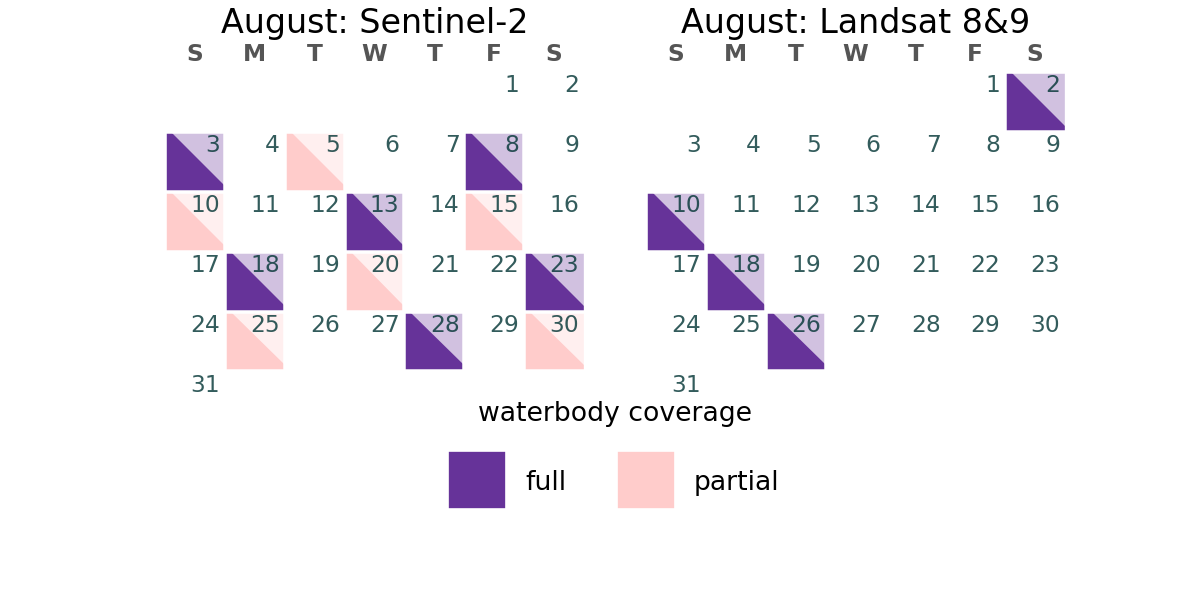 August: Sentinel-2
S M T W T F S
1 2
3 4 5 6 7 8 9
10 11 12 13 14 15 16
17 18 19 20 21 22 23
24 25 26 27 28 29 30
31
August: Landsat 8&9
S M T W T F S
1 2
3 4 5 6 7 8 9
10 11 12 13 14 15 16
17 18 19 20 21 22 23
24 25 26 27 28 29 30
31
waterbody coverage
full
partial